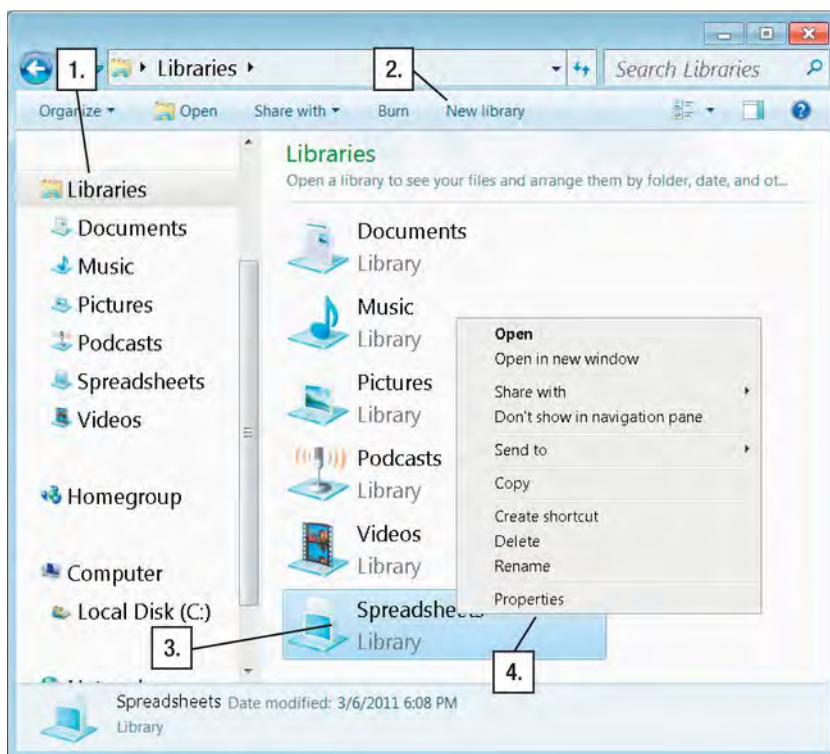 1.
Libraries
2.
Search Libraries
Organize
Open
Share with
Burn
New library
Libraries
Documents
Music
Pictures
Podcasts
Spreadsheets
Videos
Homegroup
Computer
Local Disk (C:)
3.
Libraries
Open a library to see your files and arrange them by folder, date, and ot...
Documents
Library
Music
Library
Pictures
Library
Podcasts
Library
Videos
Library
Spreadsheets
Library
Open
Open in new window
Share with
Don't show in navigation pane
Send to
Copy
Create shortcut
Delete
Rename
Properties
4.
Spreadsheets Date modified: 3/6/2011 6:08 PM
Library